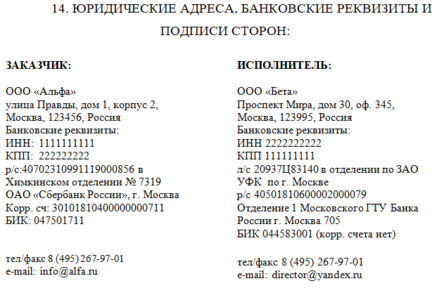 14. ЮРИДИЧЕСКИЕ АДРЕСА, БАНКОВСКИЕ РЕКВИЗИТЫ И
ПОДПИСИ СТОРОН:
ЗАКАЗЧИК:
ООО «Альфа»
улица Правды, дом 1, корпус 2,
Москва, 123456, Россия
Банковские реквизиты:
ИНН: 1111111111
КПП: 222222222
р/с:40702310991119000856 в
Химкинском отделении № 7319
ОАО «Сбербанк России», г. Москва
Корр. сч: 30101810400000000711
БИК: 047501711
тел/факс 8 (495) 267-97-01
e-mail: info@alfa.ru
ИСПОЛНИТЕЛЬ:
ООО «Бета»
Проспект Мира, дом 30, оф. 345,
Москва, 123995, Россия
Банковские реквизиты:
ИНН 2222222222
КПП 111111111
л/с 20937Ц83140 в отделении по ЗАО
УФК по г. Москве
р/с 40501810600002000079
Отделение 1 Московского ГТУ Банка
России г. Москва 705
БИК 044583001 (корр. счета нет)
тел/факс 8 (495) 267-97-01
e-mail: director@yandex.ru